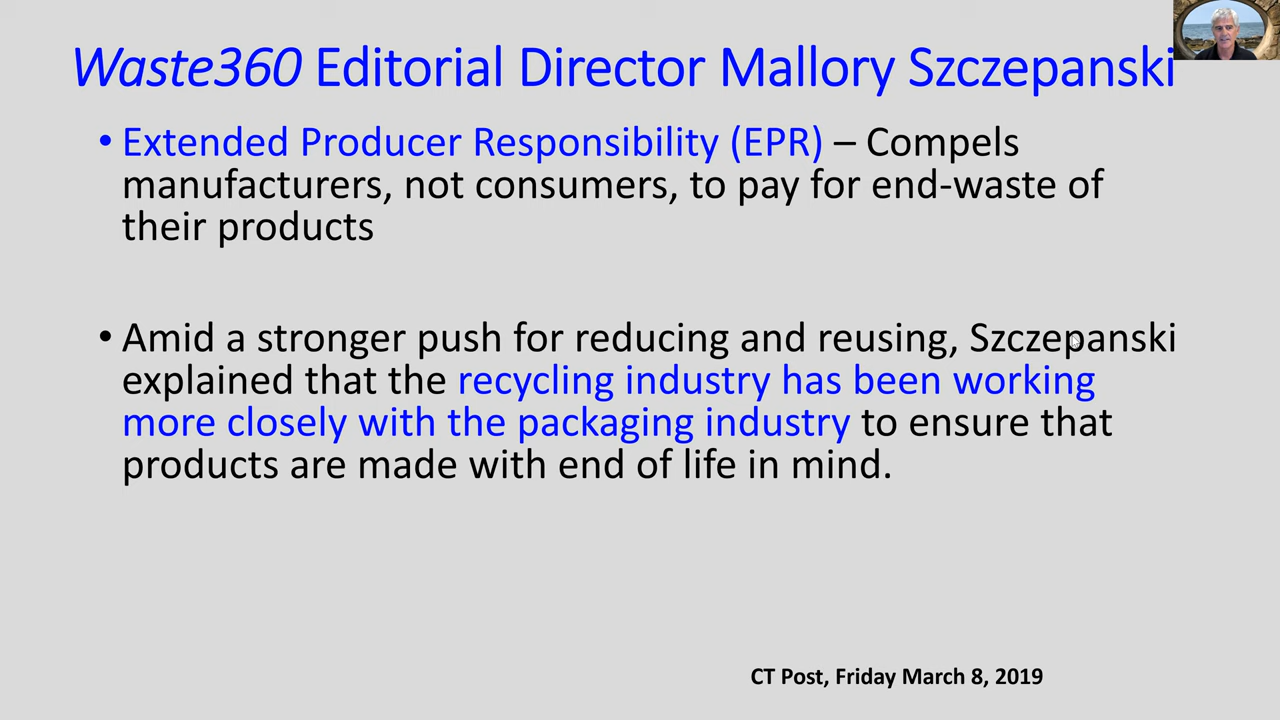 Waste360 Editorial Director Mallory Szczepanski
• Extended Producer Responsibility (EPR) – Compels
manufacturers, not consumers, to pay for end-waste of
their products
• Amid a stronger push for reducing and reusing, Szczepanski
explained that the recycling industry has been working
more closely with the packaging industry to ensure that
products are made with end of life in mind.
CT Post, Friday March 8, 2019